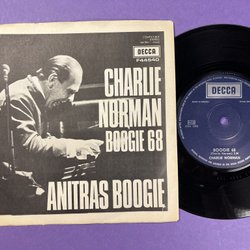 DECCA
F44540
CHARLIE
NORMAN
BOOGIE 68
ANITRAS BOOGIE
DECCA
BOOGIE 68
CHARLIE NORMAN